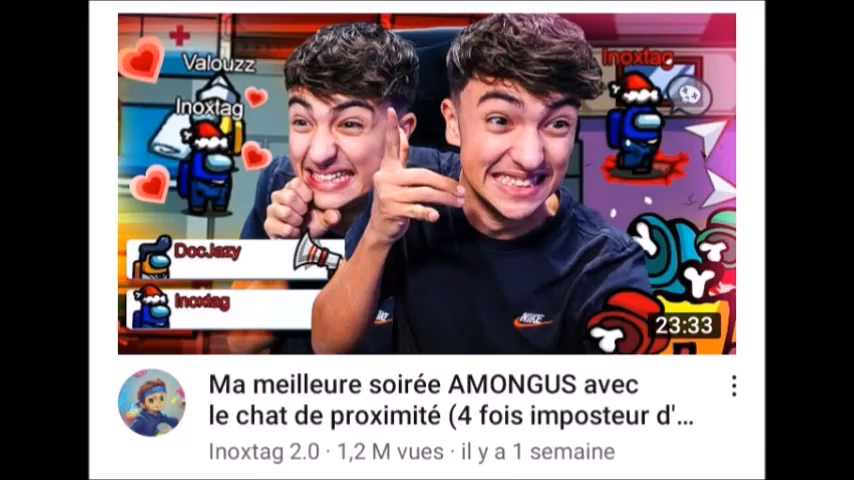 Valouzz
Inoxtag
Inoxtag
DocJazy
Inoxtag
NIKE
23:33
Ma meilleure soirée AMONGUS avec
le chat de proximité (4 fois imposteur d'...
Inoxtag 2.0 · 1,2 M vues · il y a 1 semaine